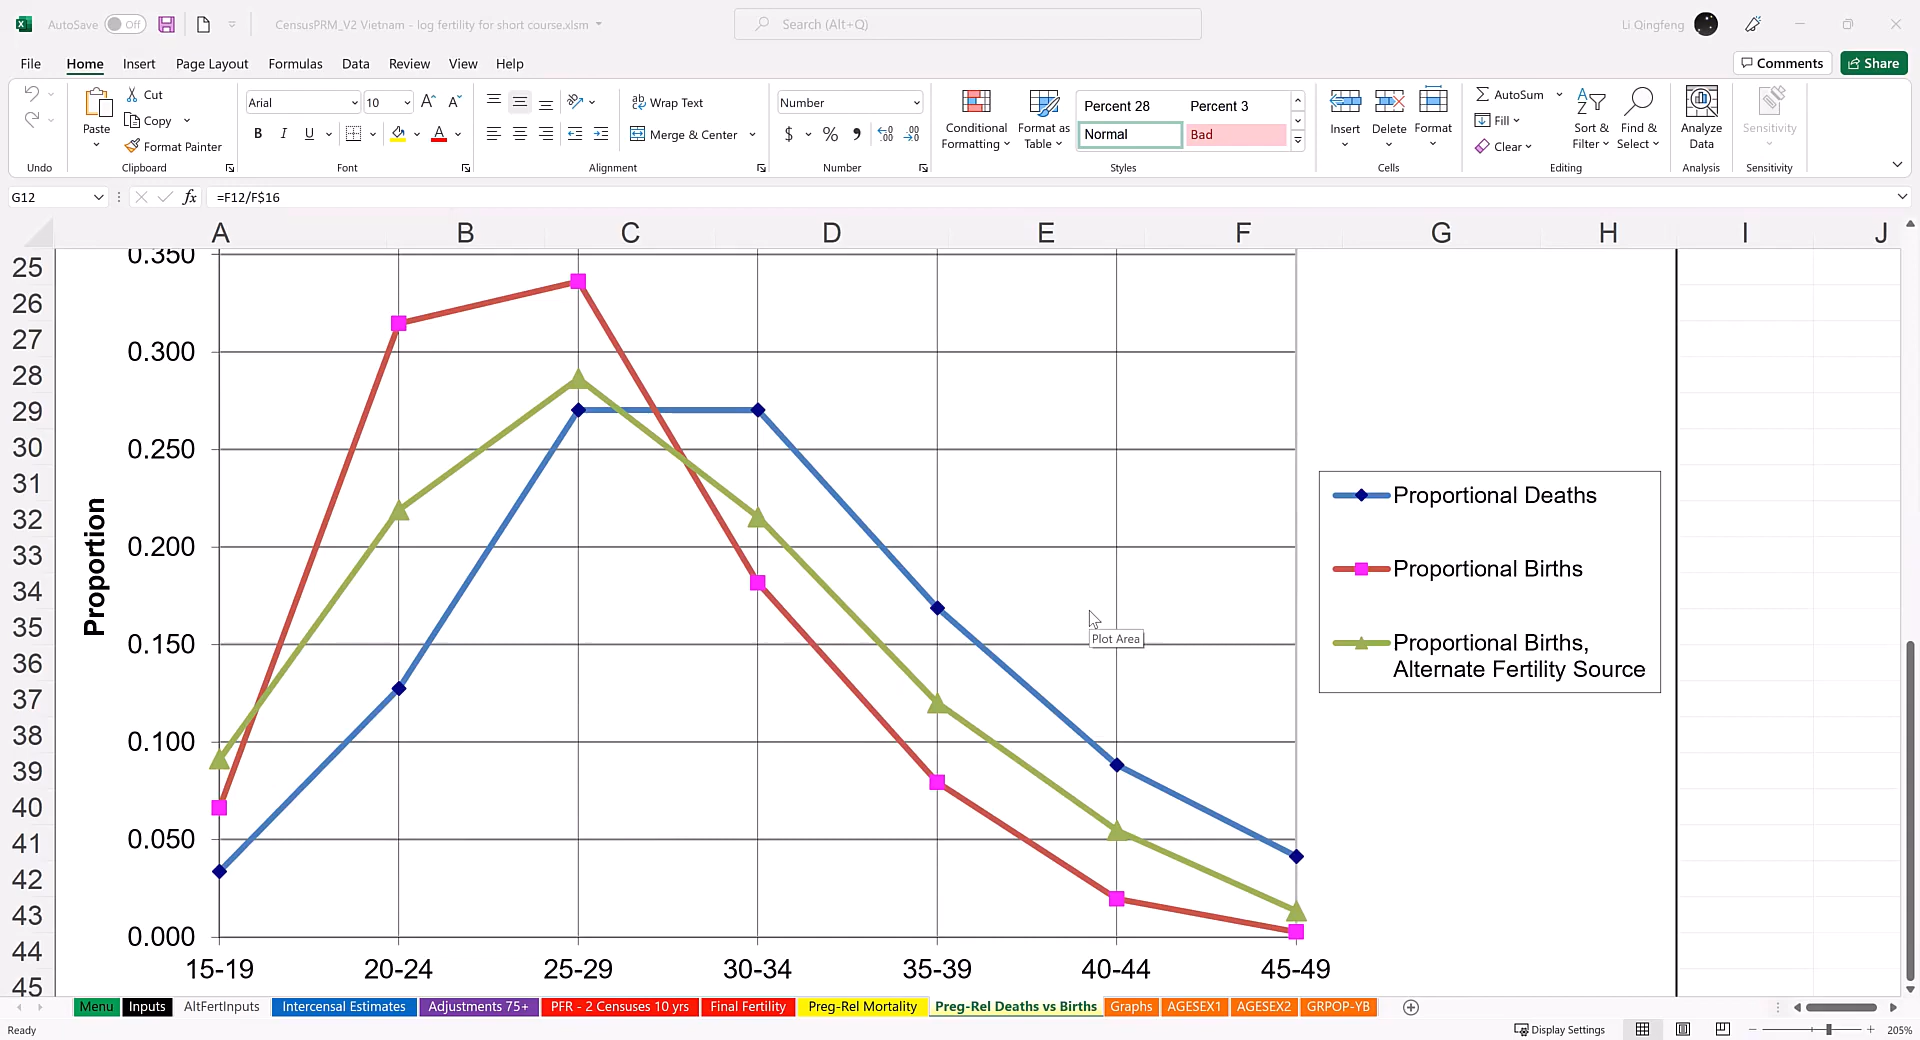 AutoSave Off CensusPRM_V2 Vietnam - log fertility for short course.xlsm Search (Alt+Q) Li Qingfeng
File Home Insert Page Layout Formulas Data Review View Help Comments Share
Undo
Paste Cut
Copy
Format Painter
Clipboard
Arial 10 A A
B I U A
Font
ab Wrap Text
Merge & Center
Alignment
Number
$ % ,
Number
Conditional Formatting
Format as Table
Percent 28 Percent 3
Normal Bad
Styles
Insert Delete Format
Cells
AutoSum
Fill
Clear
Sort & Filter
Find & Select
Editing
Analyze Data
Analysis
Sensitivity
Sensitivity
G12 fx =F12/F$16
A B C D E F G H I J
25
26
27
28
29
30
31
32
33
34
35
36
37
38
39
40
41
42
43
44
45
0.350
0.300
0.250
0.200
0.150
0.100
0.050
0.000
Proportion
15-19 20-24 25-29 30-34 35-39 40-44 45-49
Plot Area
Proportional Deaths
Proportional Births
Proportional Births,
Alternate Fertility Source
Menu Inputs AltFertInputs Intercensal Estimates Adjustments 75+ PFR - 2 Censuses 10 yrs Final Fertility Preg-Rel Mortality Preg-Rel Deaths vs Births Graphs AGESEX1 AGESEX2 GRPOP-YB
Ready Display Settings 205%